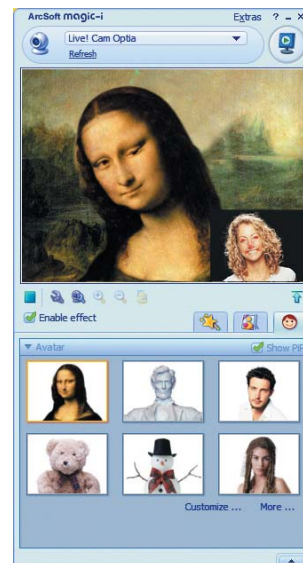 ArcSoft magic-i Extras ? - ×
Live! Cam Optia
Refresh
Enable effect
Avatar Show PIP
Customize ... More ...